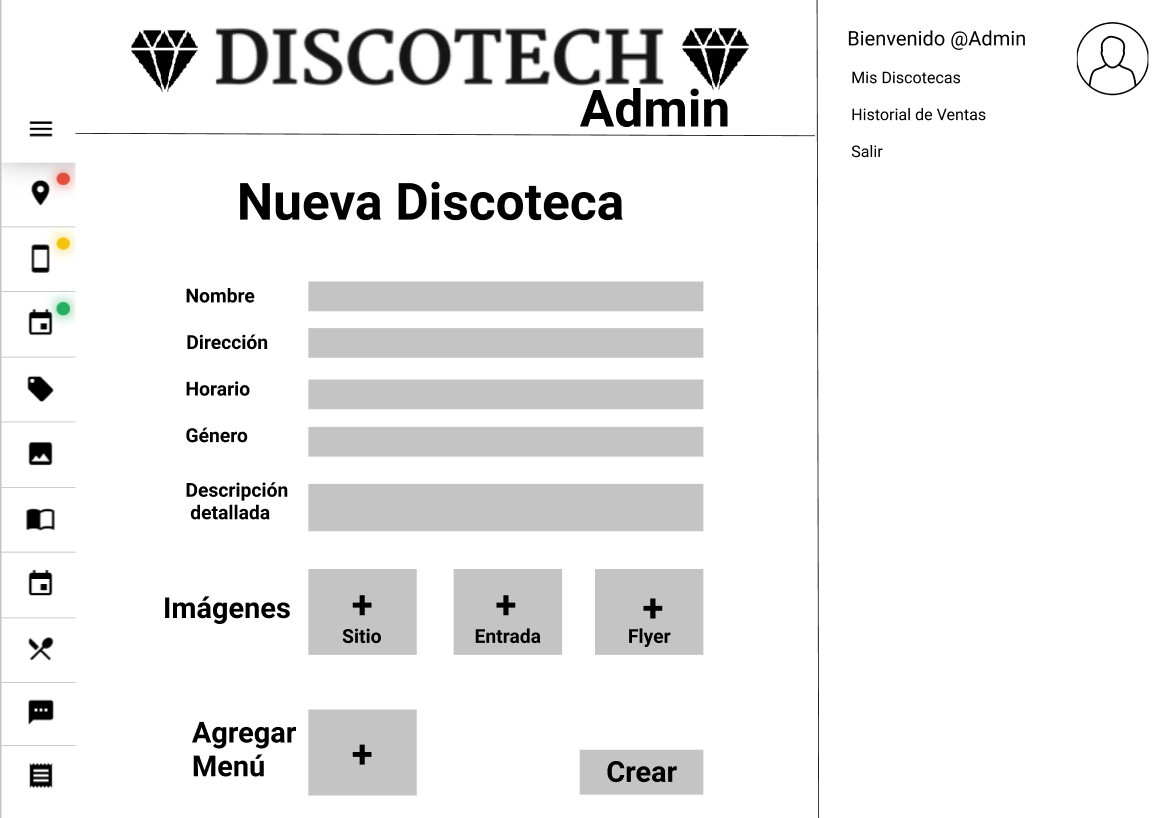 DISCOTECH
Admin
Nueva Discoteca
Nombre
Dirección
Horario
Género
Descripción
detallada
Imágenes
+
Sitio
+
Entrada
+
Flyer
Agregar
Menú
+
Crear
Bienvenido @Admin
Mis Discotecas
Historial de Ventas
Salir